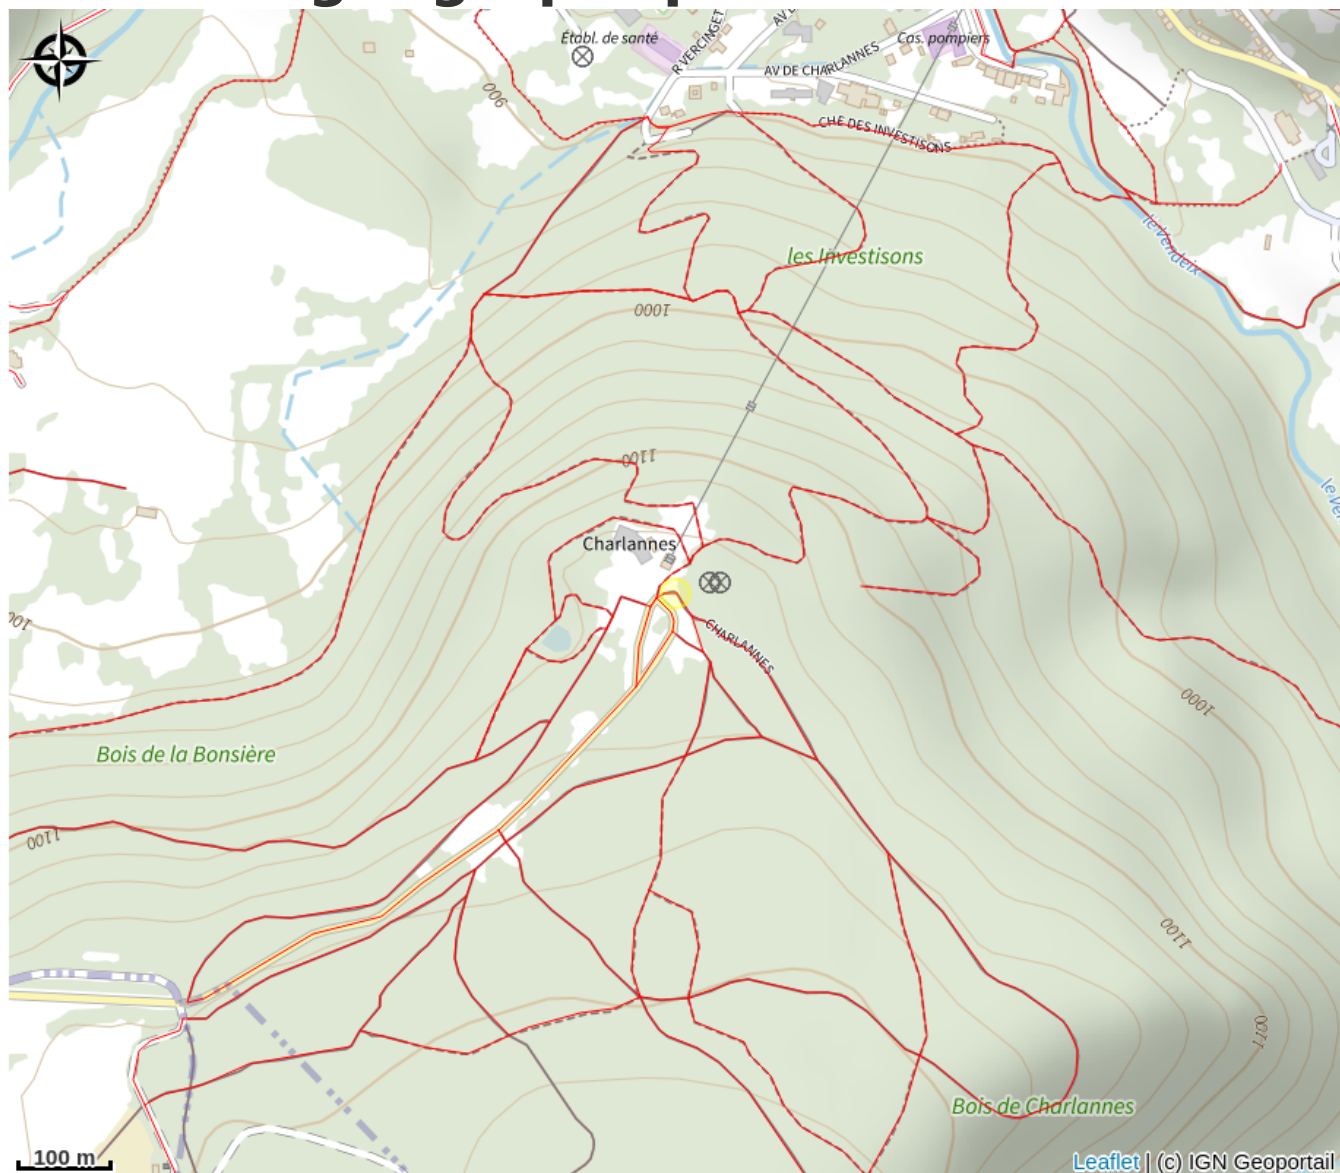 Établ. de santé
R VERCINGET
AV DE CHARLANNES
Cas. pompiers
CHE DES INVESTISONS
900
le Vendeix
les Investisons
1000
1100
Charlannes
CHARLANNES
1000
Bois de la Bonsière
1100
1100
1100
Bois de Charlannes
100 m
Leaflet | (c) IGN Geoportail